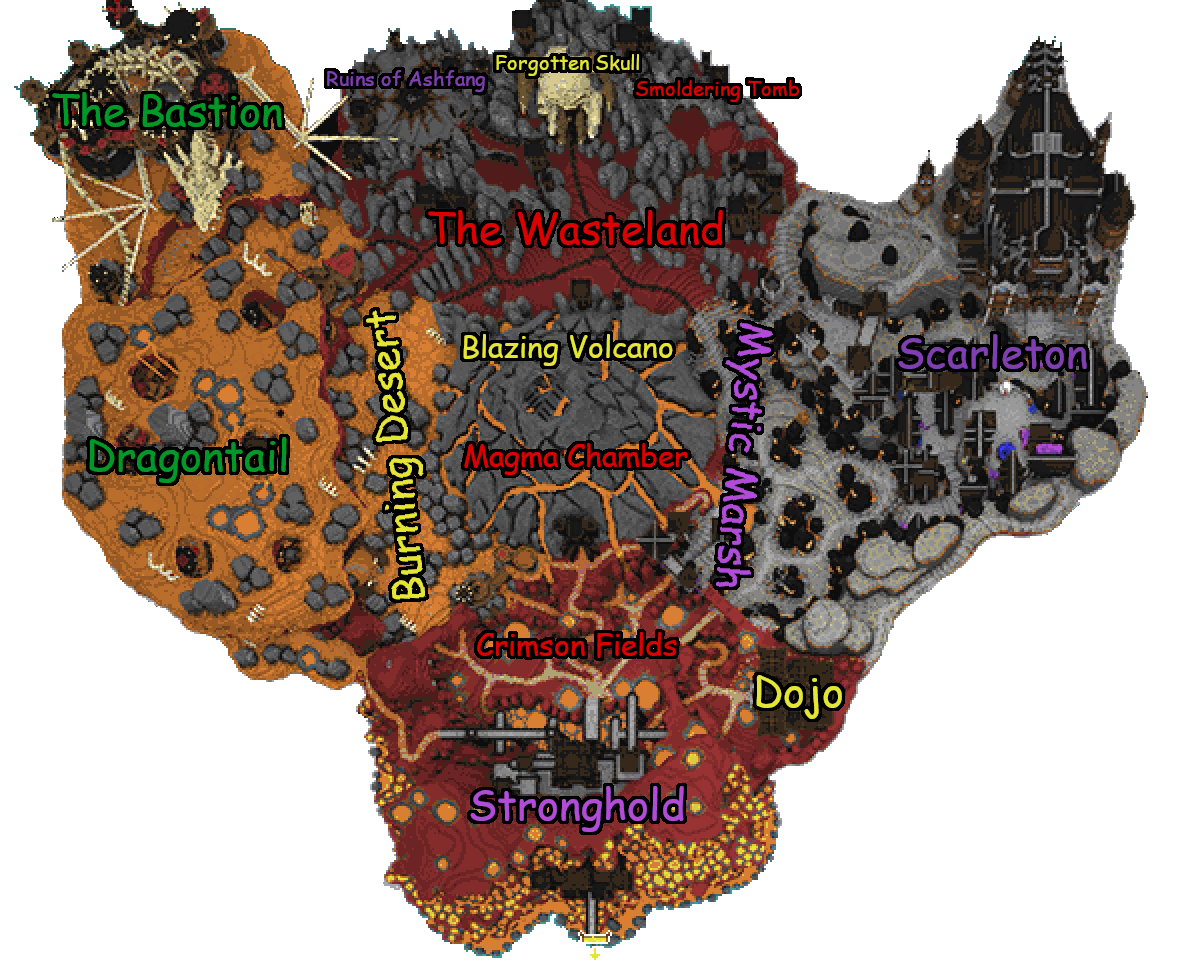 Forgotten Skull
Ruins of Ashfang
Smoldering Tomb
The Bastion
The Wasteland
Blazing Volcano
Scarleton
Burning Desert
Mystic Marsh
Dragontail
Magma Chamber
Crimson Fields
Dojo
Stronghold